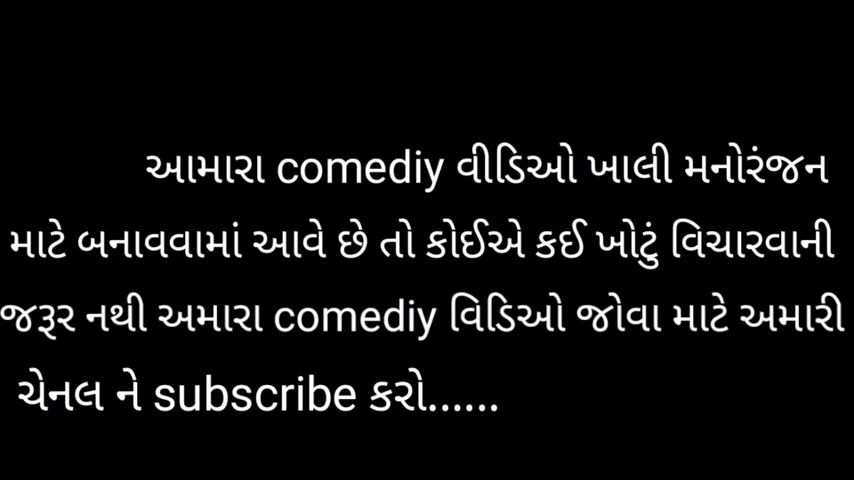 આમારા comediy વીડિઓ ખાલી મનોરંજન
માટે બનાવવામાં આવે છે તો કોઈએ કઈ ખોટું વિચારવાની
જરૂર નથી અમારા comediy વિડિઓ જોવા માટે અમારી
ચેનલ ને subscribe કરો......